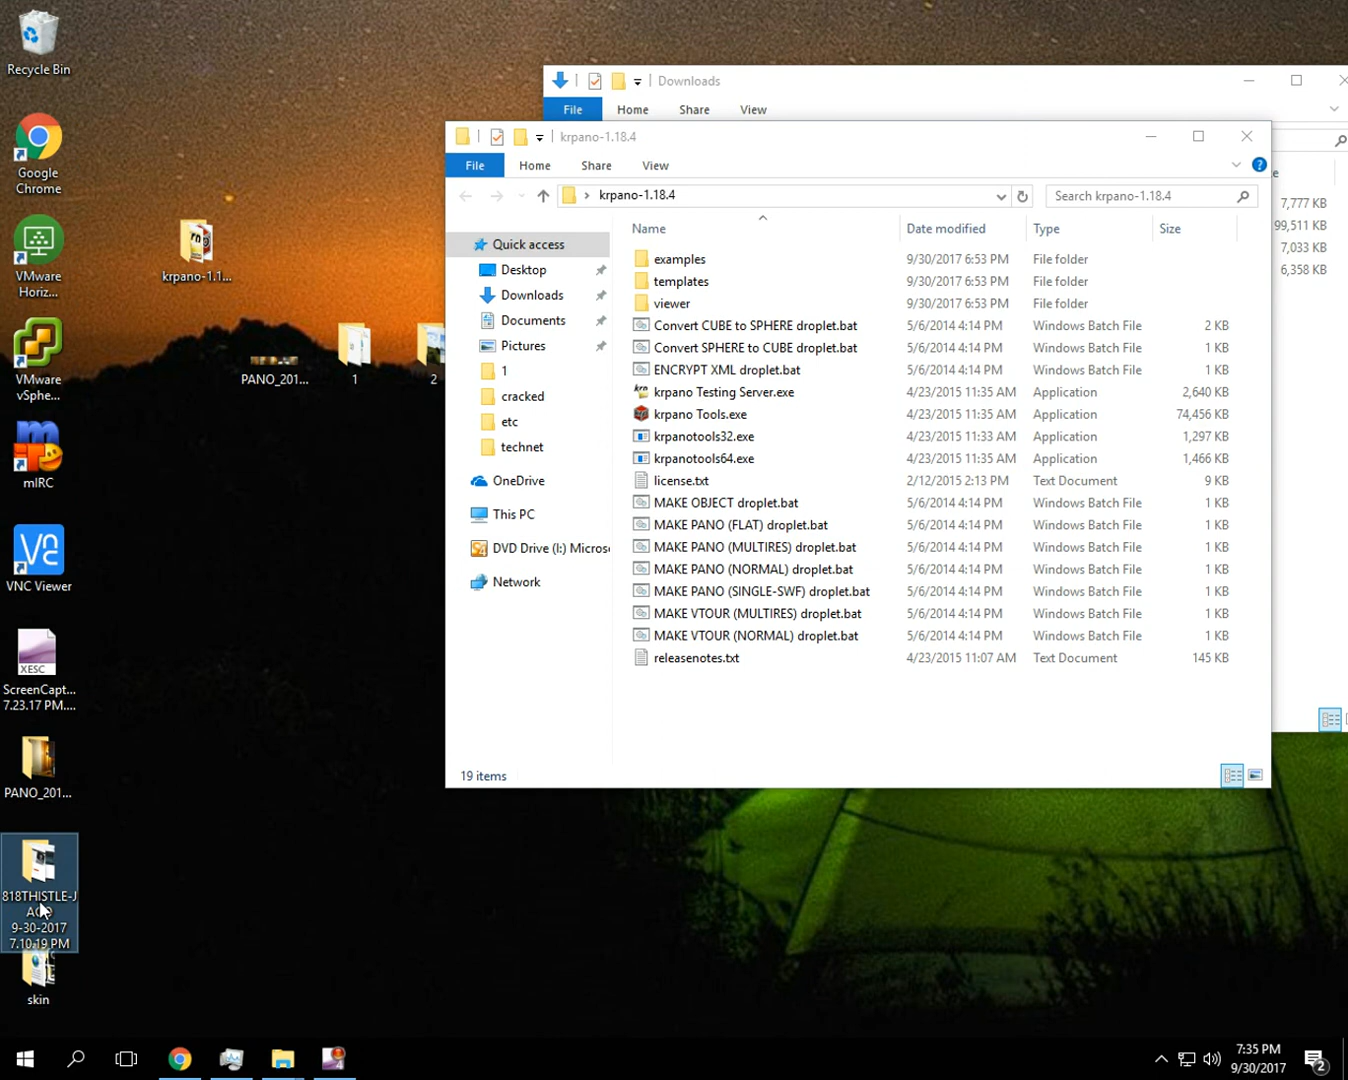 Recycle Bin
Google
Chrome
VMware
Horiz...
VMware
vSphe...
mIRC
VNC Viewer
XESC
ScreenCapt...
7.23.17 PM....
PANO_201...
818THISTLE-J
9-30-2017
7.10.19 PM
skin
krpano-1.1...
PANO_201...
1
2
Downloads
File Home Share View
7,777 KB
99,511 KB
7,033 KB
6,358 KB
krpano-1.18.4
File Home Share View
krpano-1.18.4
Search krpano-1.18.4
Quick access
Desktop
Downloads
Documents
Pictures
1
cracked
etc
technet
OneDrive
This PC
DVD Drive (I:) Micros
Network
Name Date modified Type Size
examples 9/30/2017 6:53 PM File folder
templates 9/30/2017 6:53 PM File folder
viewer 9/30/2017 6:53 PM File folder
Convert CUBE to SPHERE droplet.bat 5/6/2014 4:14 PM Windows Batch File 2 KB
Convert SPHERE to CUBE droplet.bat 5/6/2014 4:14 PM Windows Batch File 1 KB
ENCRYPT XML droplet.bat 5/6/2014 4:14 PM Windows Batch File 1 KB
krpano Testing Server.exe 4/23/2015 11:35 AM Application 2,640 KB
krpano Tools.exe 4/23/2015 11:35 AM Application 74,456 KB
krpanotools32.exe 4/23/2015 11:33 AM Application 1,297 KB
krpanotools64.exe 4/23/2015 11:35 AM Application 1,466 KB
license.txt 2/12/2015 2:13 PM Text Document 9 KB
MAKE OBJECT droplet.bat 5/6/2014 4:14 PM Windows Batch File 1 KB
MAKE PANO (FLAT) droplet.bat 5/6/2014 4:14 PM Windows Batch File 1 KB
MAKE PANO (MULTIRES) droplet.bat 5/6/2014 4:14 PM Windows Batch File 1 KB
MAKE PANO (NORMAL) droplet.bat 5/6/2014 4:14 PM Windows Batch File 1 KB
MAKE PANO (SINGLE-SWF) droplet.bat 5/6/2014 4:14 PM Windows Batch File 1 KB
MAKE VTOUR (MULTIRES) droplet.bat 5/6/2014 4:14 PM Windows Batch File 1 KB
MAKE VTOUR (NORMAL) droplet.bat 5/6/2014 4:14 PM Windows Batch File 1 KB
releasenotes.txt 4/23/2015 11:07 AM Text Document 145 KB
19 items
7:35 PM
9/30/2017
2